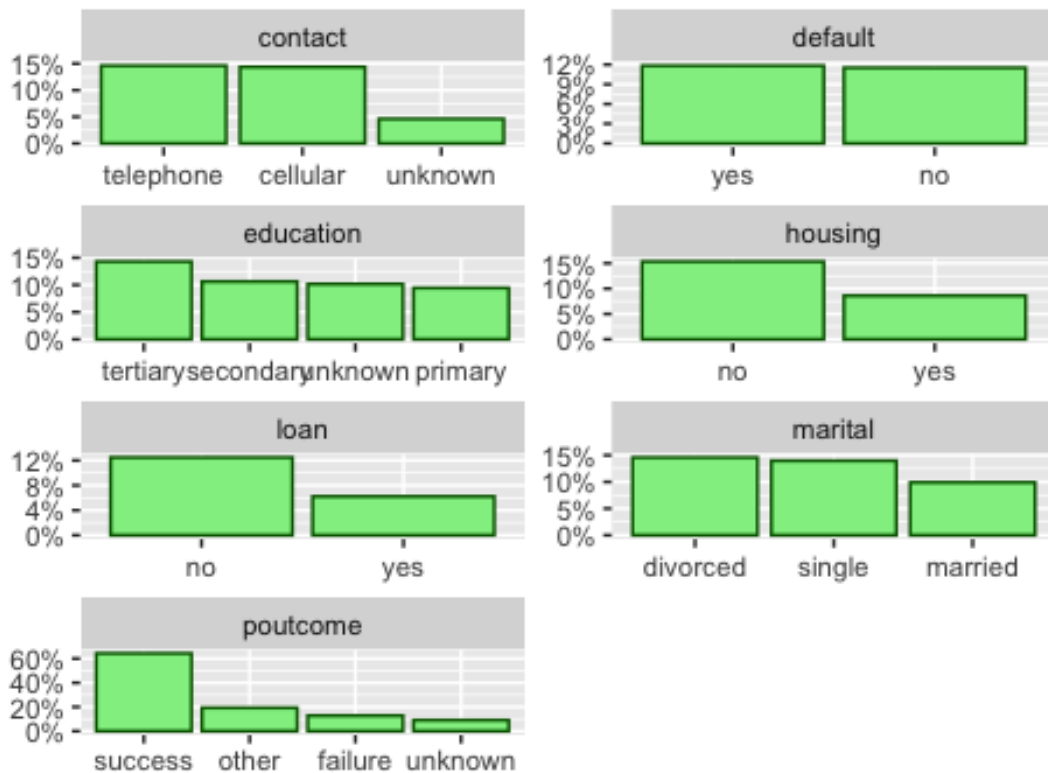 contact
15%
10%
5%
0%
telephone cellular unknown
default
12%
9%
6%
3%
0%
yes no
education
15%
10%
5%
0%
tertiary secondary unknown primary
housing
15%
10%
5%
0%
no yes
loan
12%
8%
4%
0%
no yes
marital
15%
10%
5%
0%
divorced single married
poutcome
60%
40%
20%
0%
success other failure unknown